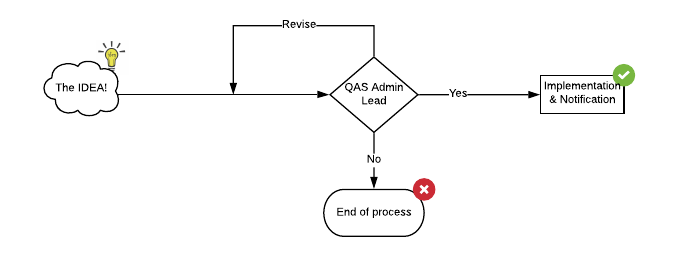 Revise
The IDEA!
QAS Admin
Lead
Yes
Implementation
& Notification
No
End of process